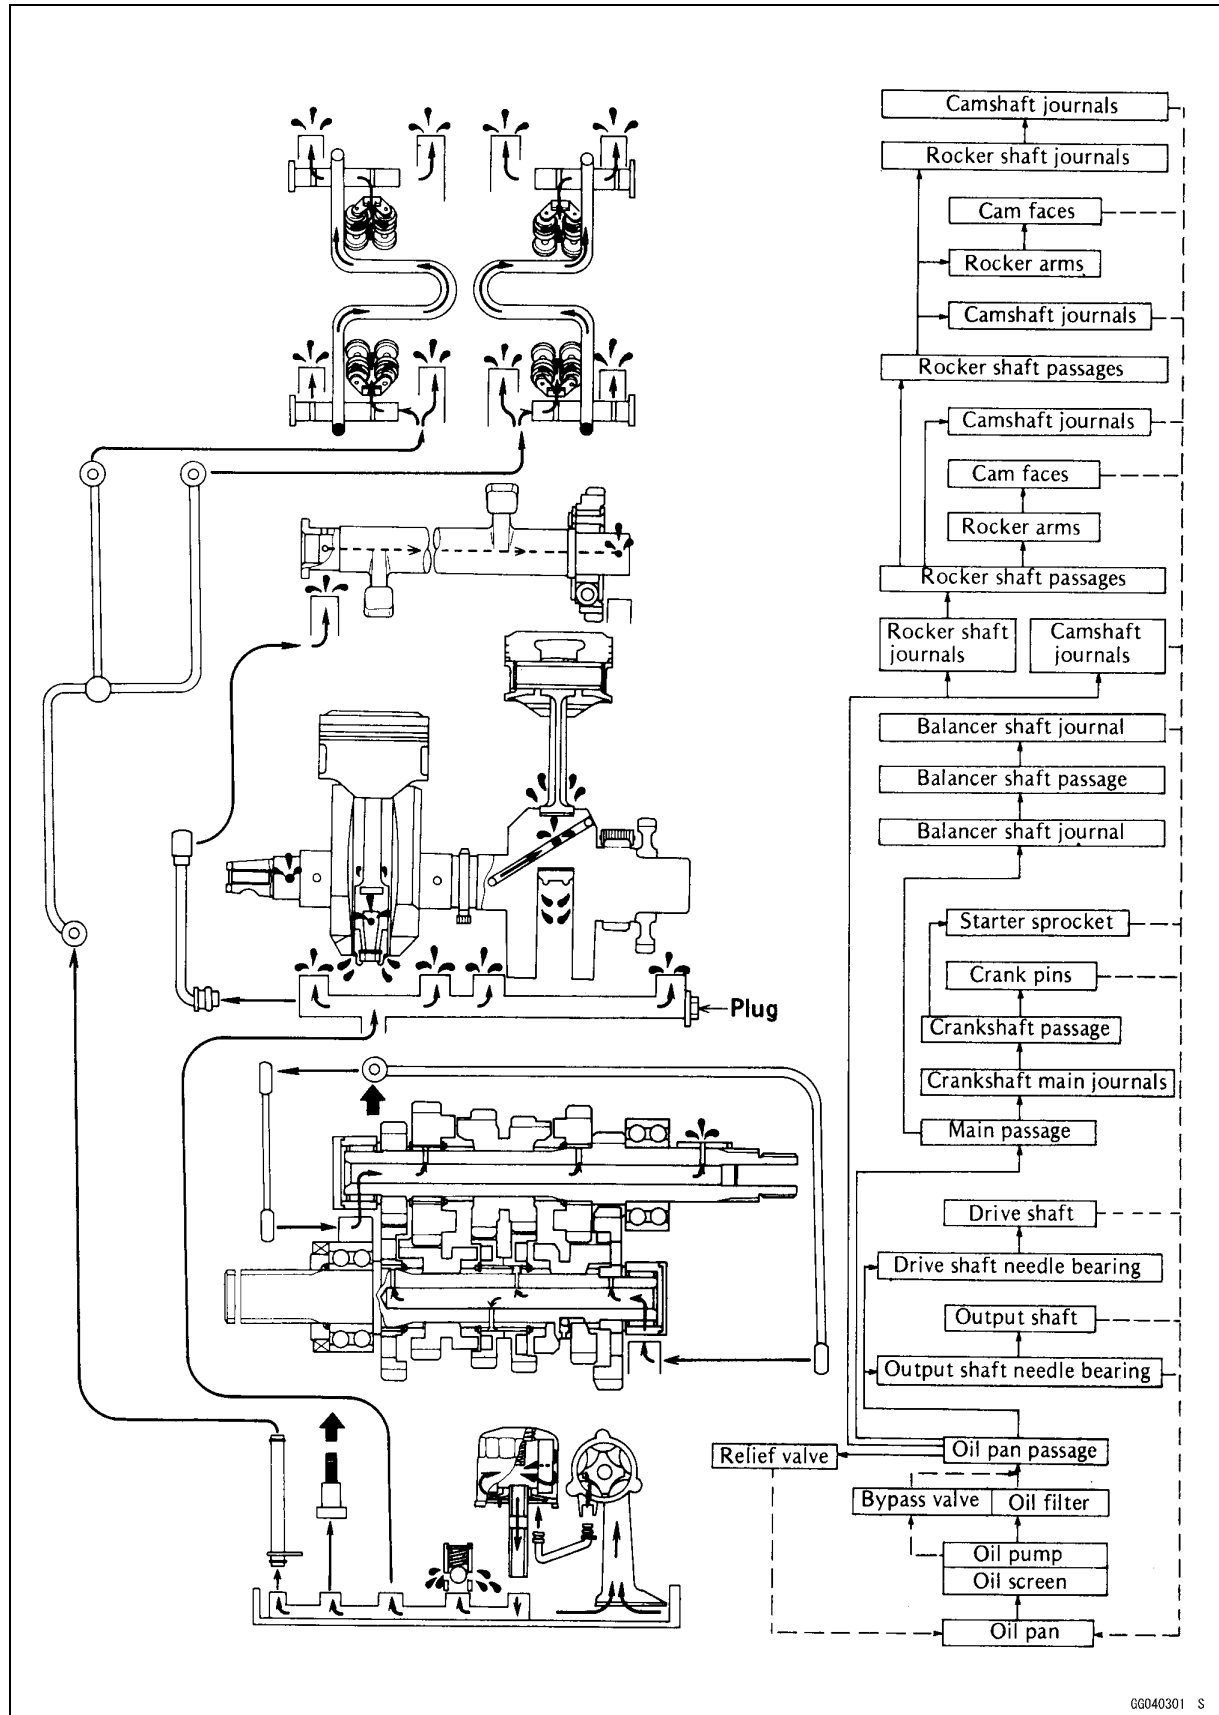 Camshaft journals
Rocker shaft journals
Cam faces
Rocker arms
Camshaft journals
Rocker shaft passages
Camshaft journals
Cam faces
Rocker arms
Rocker shaft passages
Rocker shaft
journals
Camshaft
journals
Balancer shaft journal
Balancer shaft passage
Balancer shaft journal
Starter sprocket
Crank pins
Plug
Crankshaft passage
Crankshaft main journals
Main passage
Drive shaft
Drive shaft needle bearing
Output shaft
Output shaft needle bearing
Relief valve
Oil pan passage
Bypass valve
Oil filter
Oil pump
Oil screen
Oil pan
GG040301 S